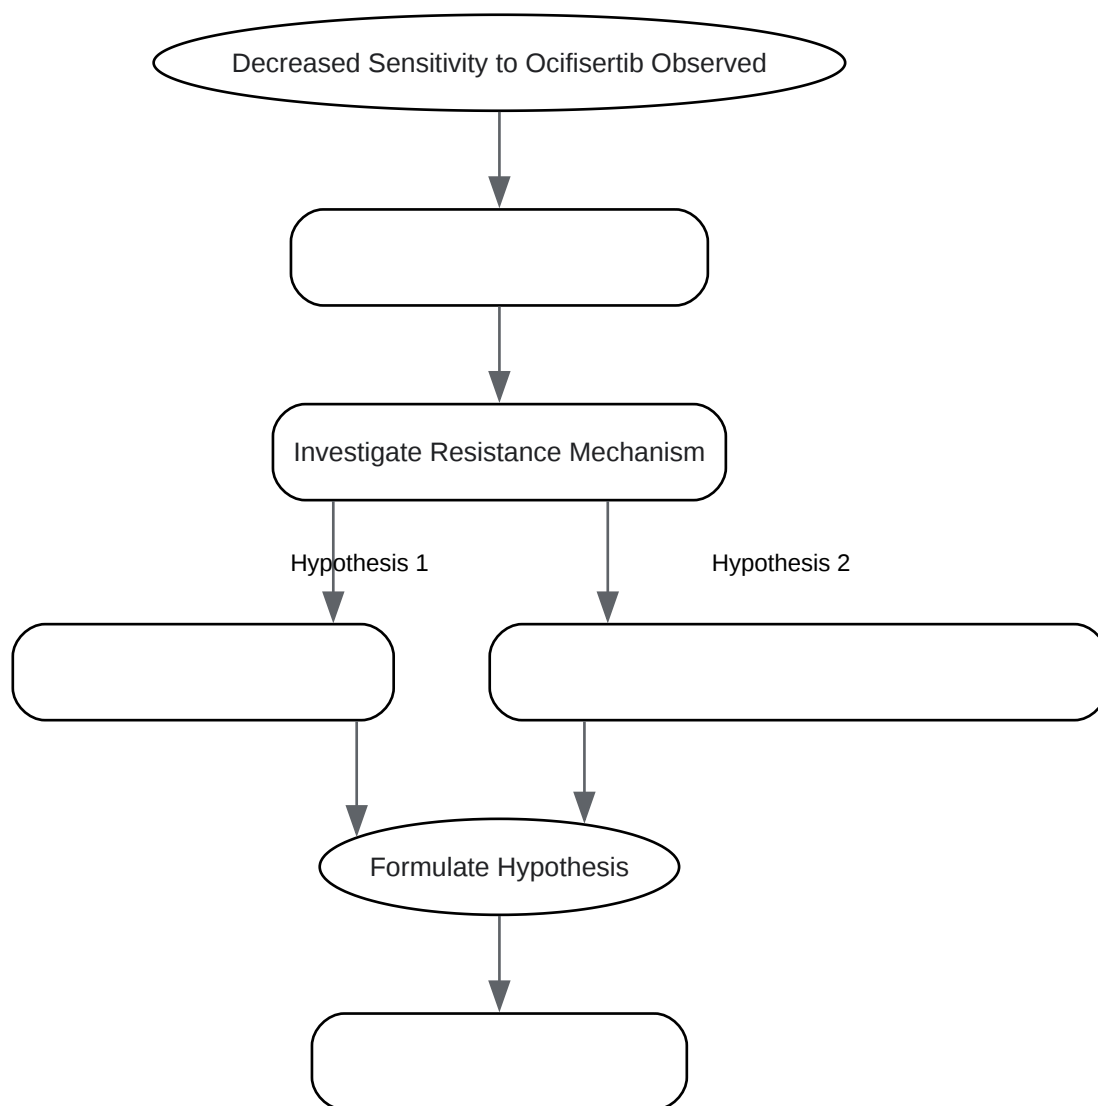 Decreased Sensitivity to Ocifisertib Observed
Investigate Resistance Mechanism
Hypothesis 1
Hypothesis 2
Formulate Hypothesis